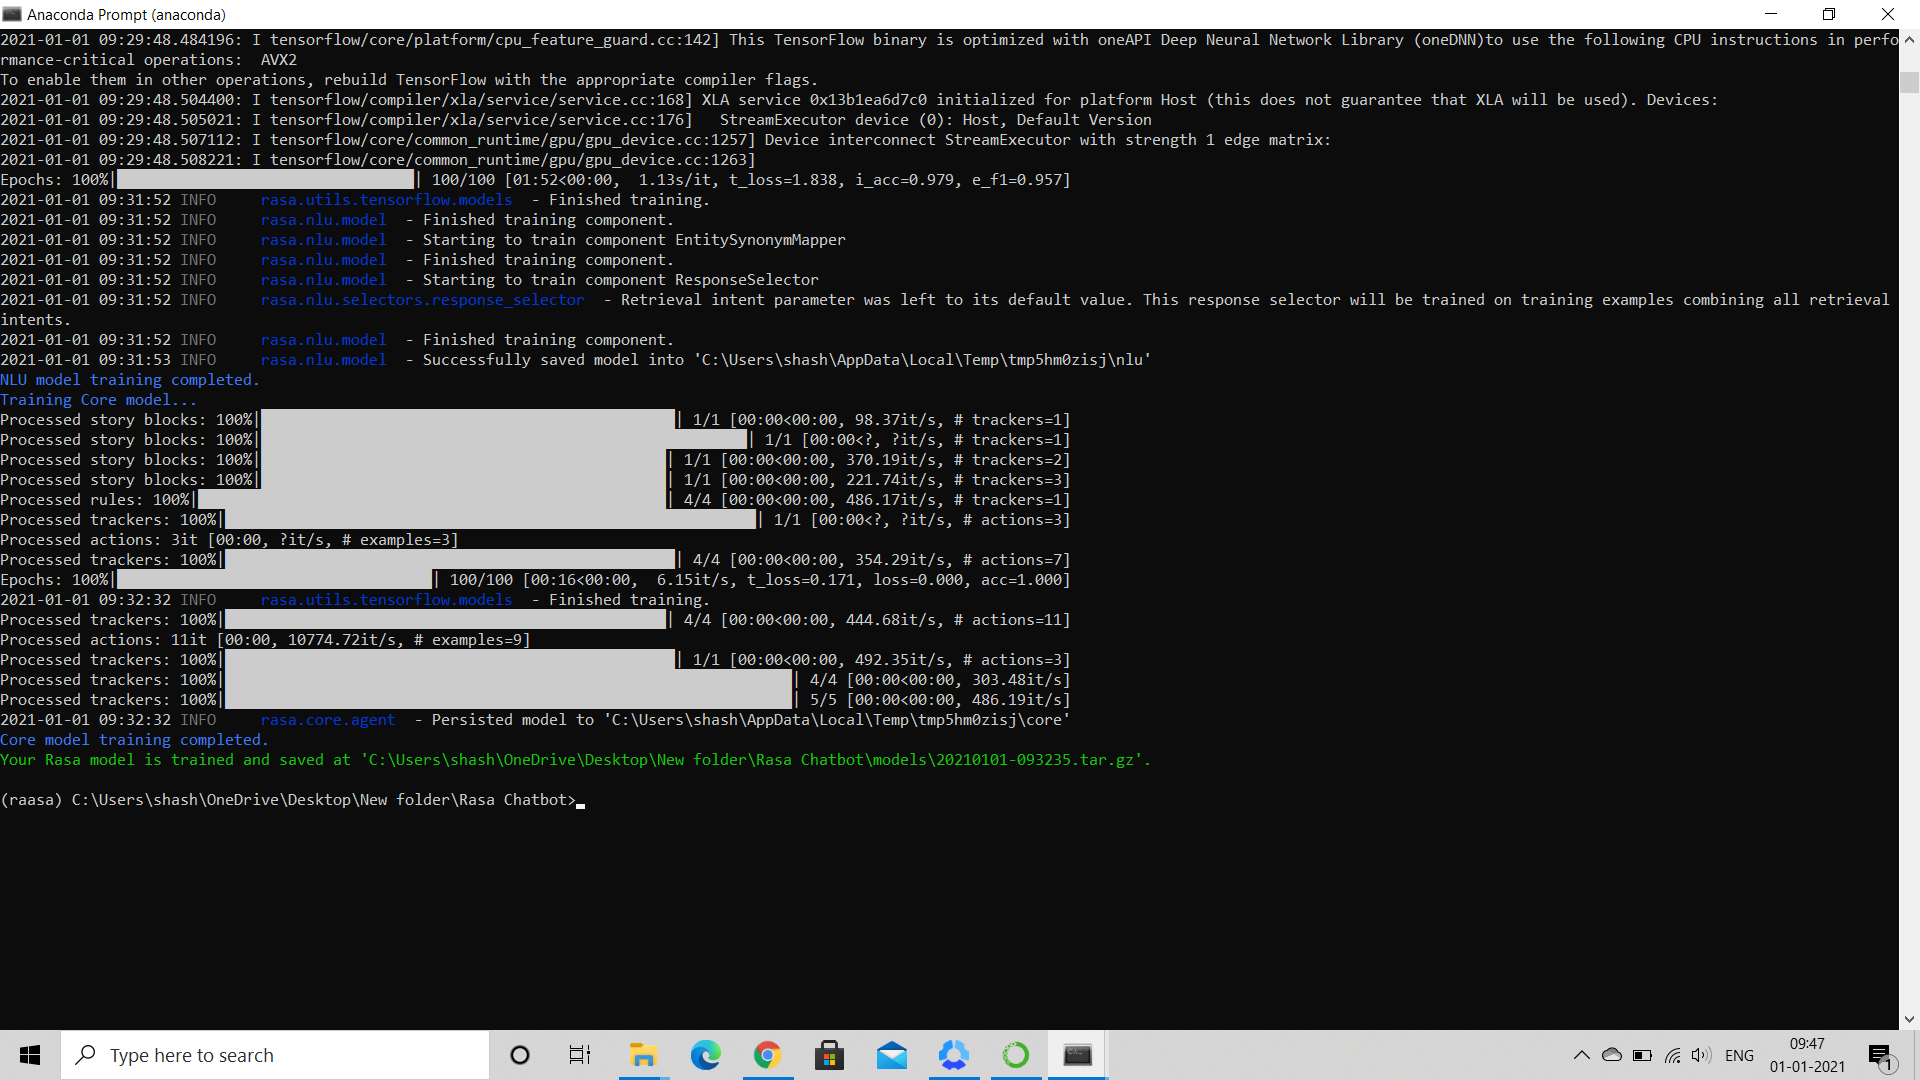 Anaconda Prompt (anaconda)
2021-01-01 09:29:48.484196: I tensorflow/core/platform/cpu_feature_guard.cc:142] This TensorFlow binary is optimized with oneAPI Deep Neural Network Library (oneDNN)to use the following CPU instructions in perfo
rmance-critical operations:  AVX2
To enable them in other operations, rebuild TensorFlow with the appropriate compiler flags.
2021-01-01 09:29:48.504400: I tensorflow/compiler/xla/service/service.cc:168] XLA service 0x13b1ea6d7c0 initialized for platform Host (this does not guarantee that XLA will be used). Devices:
2021-01-01 09:29:48.505021: I tensorflow/compiler/xla/service/service.cc:176]   StreamExecutor device (0): Host, Default Version
2021-01-01 09:29:48.507112: I tensorflow/core/common_runtime/gpu/gpu_device.cc:1257] Device interconnect StreamExecutor with strength 1 edge matrix:
2021-01-01 09:29:48.508221: I tensorflow/core/common_runtime/gpu/gpu_device.cc:1263]
Epochs: 100%| | 100/100 [01:52<00:00,  1.13s/it, t_loss=1.838, i_acc=0.979, e_f1=0.957]
2021-01-01 09:31:52 INFO     rasa.utils.tensorflow.models  - Finished training.
2021-01-01 09:31:52 INFO     rasa.nlu.model  - Finished training component.
2021-01-01 09:31:52 INFO     rasa.nlu.model  - Starting to train component EntitySynonymMapper
2021-01-01 09:31:52 INFO     rasa.nlu.model  - Finished training component.
2021-01-01 09:31:52 INFO     rasa.nlu.model  - Starting to train component ResponseSelector
2021-01-01 09:31:52 INFO     rasa.nlu.selectors.response_selector  - Retrieval intent parameter was left to its default value. This response selector will be trained on training examples combining all retrieval
intents.
2021-01-01 09:31:52 INFO     rasa.nlu.model  - Finished training component.
2021-01-01 09:31:53 INFO     rasa.nlu.model  - Successfully saved model into 'C:\Users\shash\AppData\Local\Temp\tmp5hm0zisj\nlu'
NLU model training completed.
Training Core model...
Processed story blocks: 100%| | 1/1 [00:00<00:00, 98.37it/s, # trackers=1]
Processed story blocks: 100%| | 1/1 [00:00<?, ?it/s, # trackers=1]
Processed story blocks: 100%| | 1/1 [00:00<00:00, 370.19it/s, # trackers=2]
Processed story blocks: 100%| | 1/1 [00:00<00:00, 221.74it/s, # trackers=3]
Processed rules: 100%| | 4/4 [00:00<00:00, 486.17it/s, # trackers=1]
Processed trackers: 100%| | 1/1 [00:00<?, ?it/s, # actions=3]
Processed actions: 3it [00:00, ?it/s, # examples=3]
Processed trackers: 100%| | 4/4 [00:00<00:00, 354.29it/s, # actions=7]
Epochs: 100%| | 100/100 [00:16<00:00,  6.15it/s, t_loss=0.171, loss=0.000, acc=1.000]
2021-01-01 09:32:32 INFO     rasa.utils.tensorflow.models  - Finished training.
Processed trackers: 100%| | 4/4 [00:00<00:00, 444.68it/s, # actions=11]
Processed actions: 11it [00:00, 10774.72it/s, # examples=9]
Processed trackers: 100%| | 1/1 [00:00<00:00, 492.35it/s, # actions=3]
Processed trackers: 100%| | 4/4 [00:00<00:00, 303.48it/s]
Processed trackers: 100%| | 5/5 [00:00<00:00, 486.19it/s]
2021-01-01 09:32:32 INFO     rasa.core.agent  - Persisted model to 'C:\Users\shash\AppData\Local\Temp\tmp5hm0zisj\core'
Core model training completed.
Your Rasa model is trained and saved at 'C:\Users\shash\OneDrive\Desktop\New folder\Rasa Chatbot\models\20210101-093235.tar.gz'.
(raasa) C:\Users\shash\OneDrive\Desktop\New folder\Rasa Chatbot>
Type here to search
ENG
09:47
01-01-2021
1